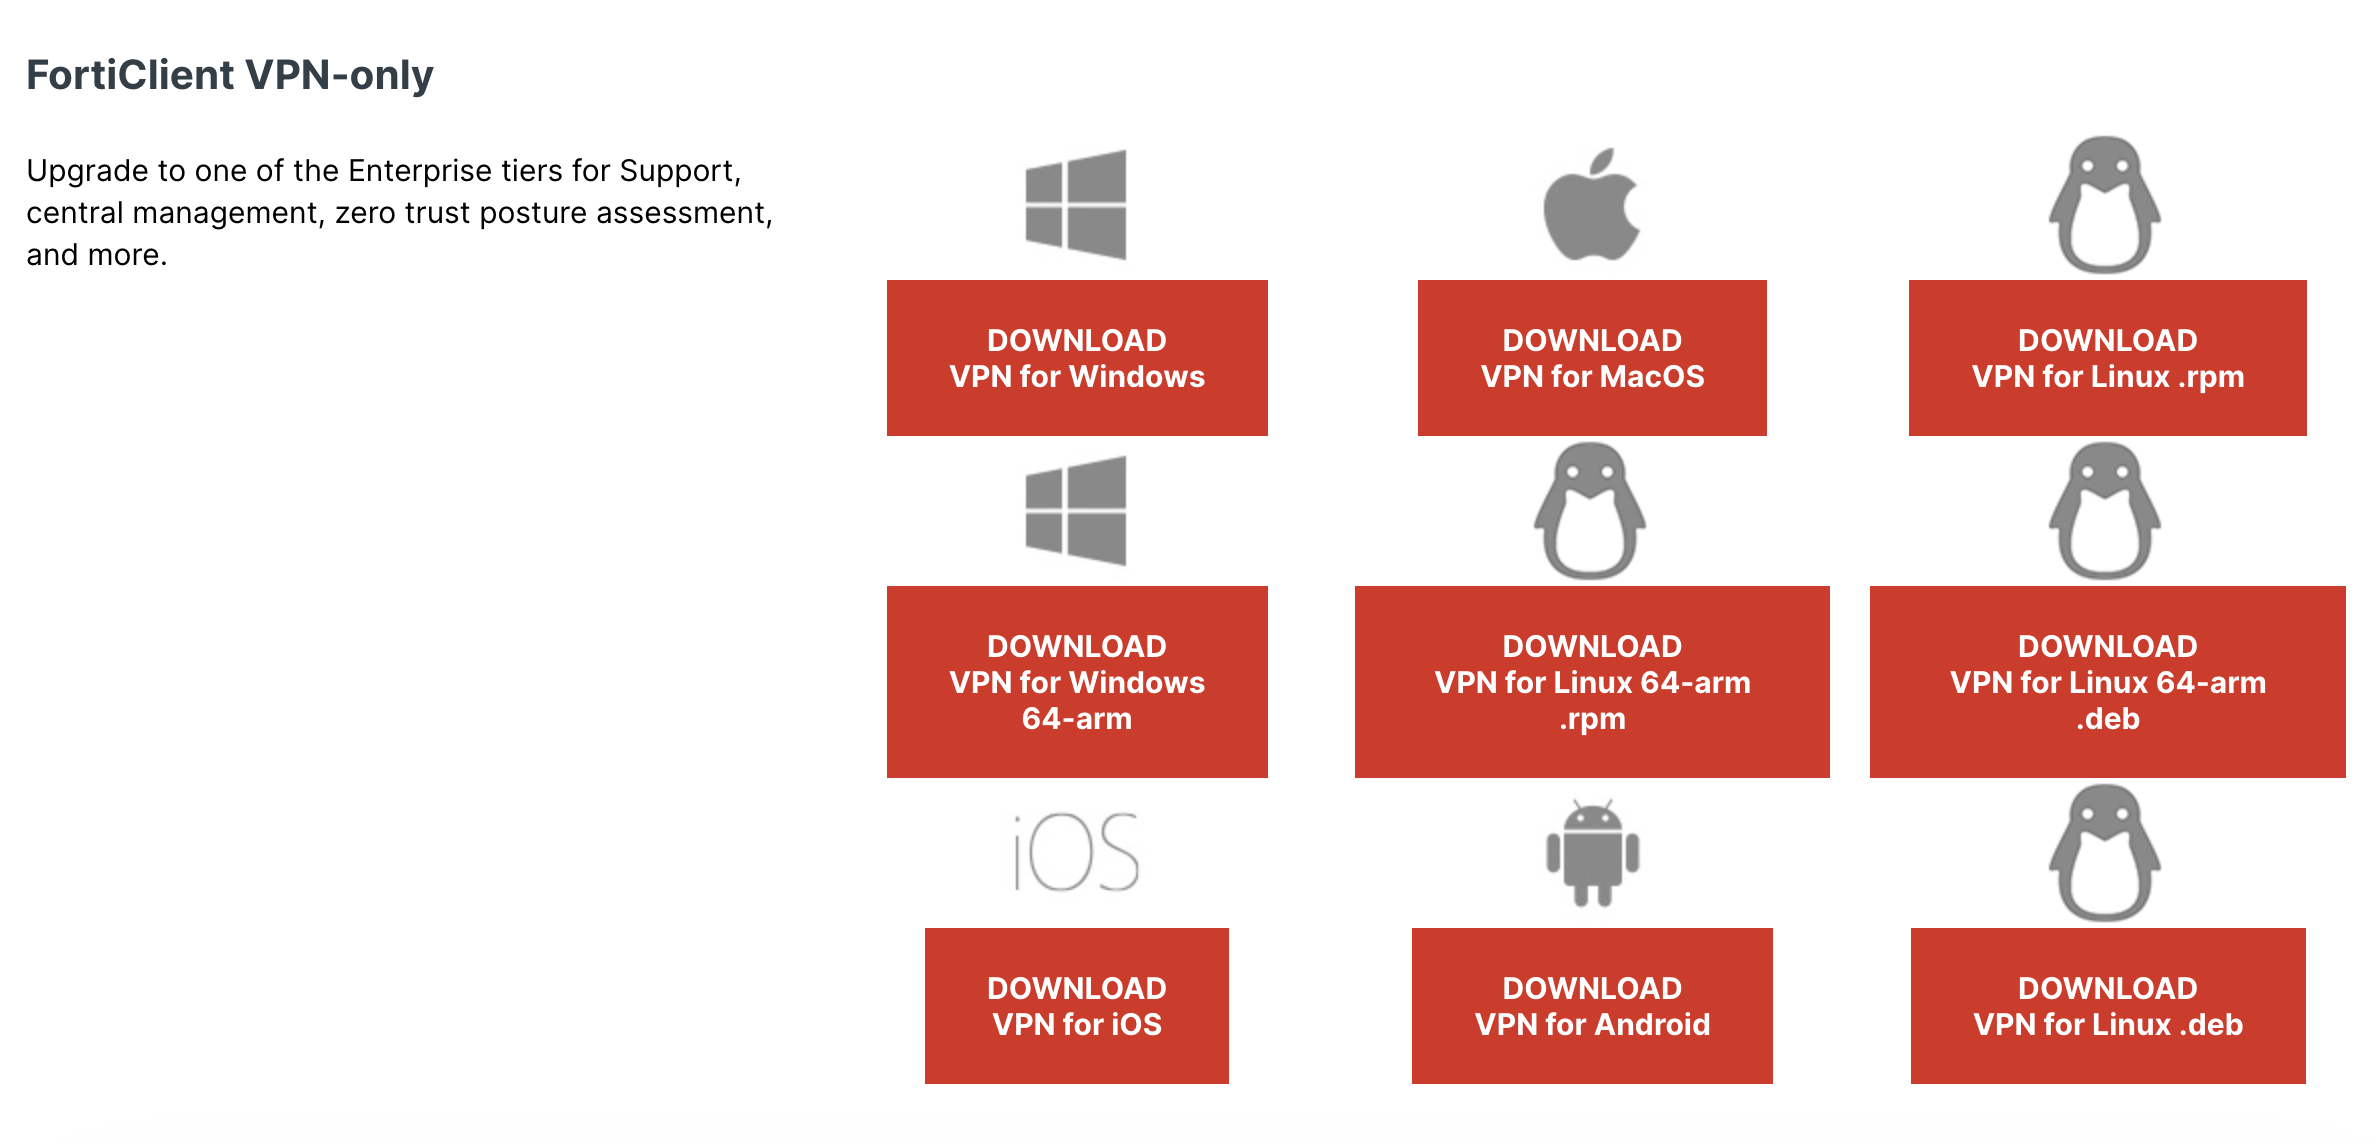 FortiClient VPN-only
Upgrade to one of the Enterprise tiers for Support,
central management, zero trust posture assessment,
and more.
DOWNLOAD
VPN for Windows
DOWNLOAD
VPN for MacOS
DOWNLOAD
VPN for Linux .rpm
DOWNLOAD
VPN for Windows
64-arm
DOWNLOAD
VPN for Linux 64-arm
.rpm
DOWNLOAD
VPN for Linux 64-arm
.deb
iOS
DOWNLOAD
VPN for iOS
DOWNLOAD
VPN for Android
DOWNLOAD
VPN for Linux .deb